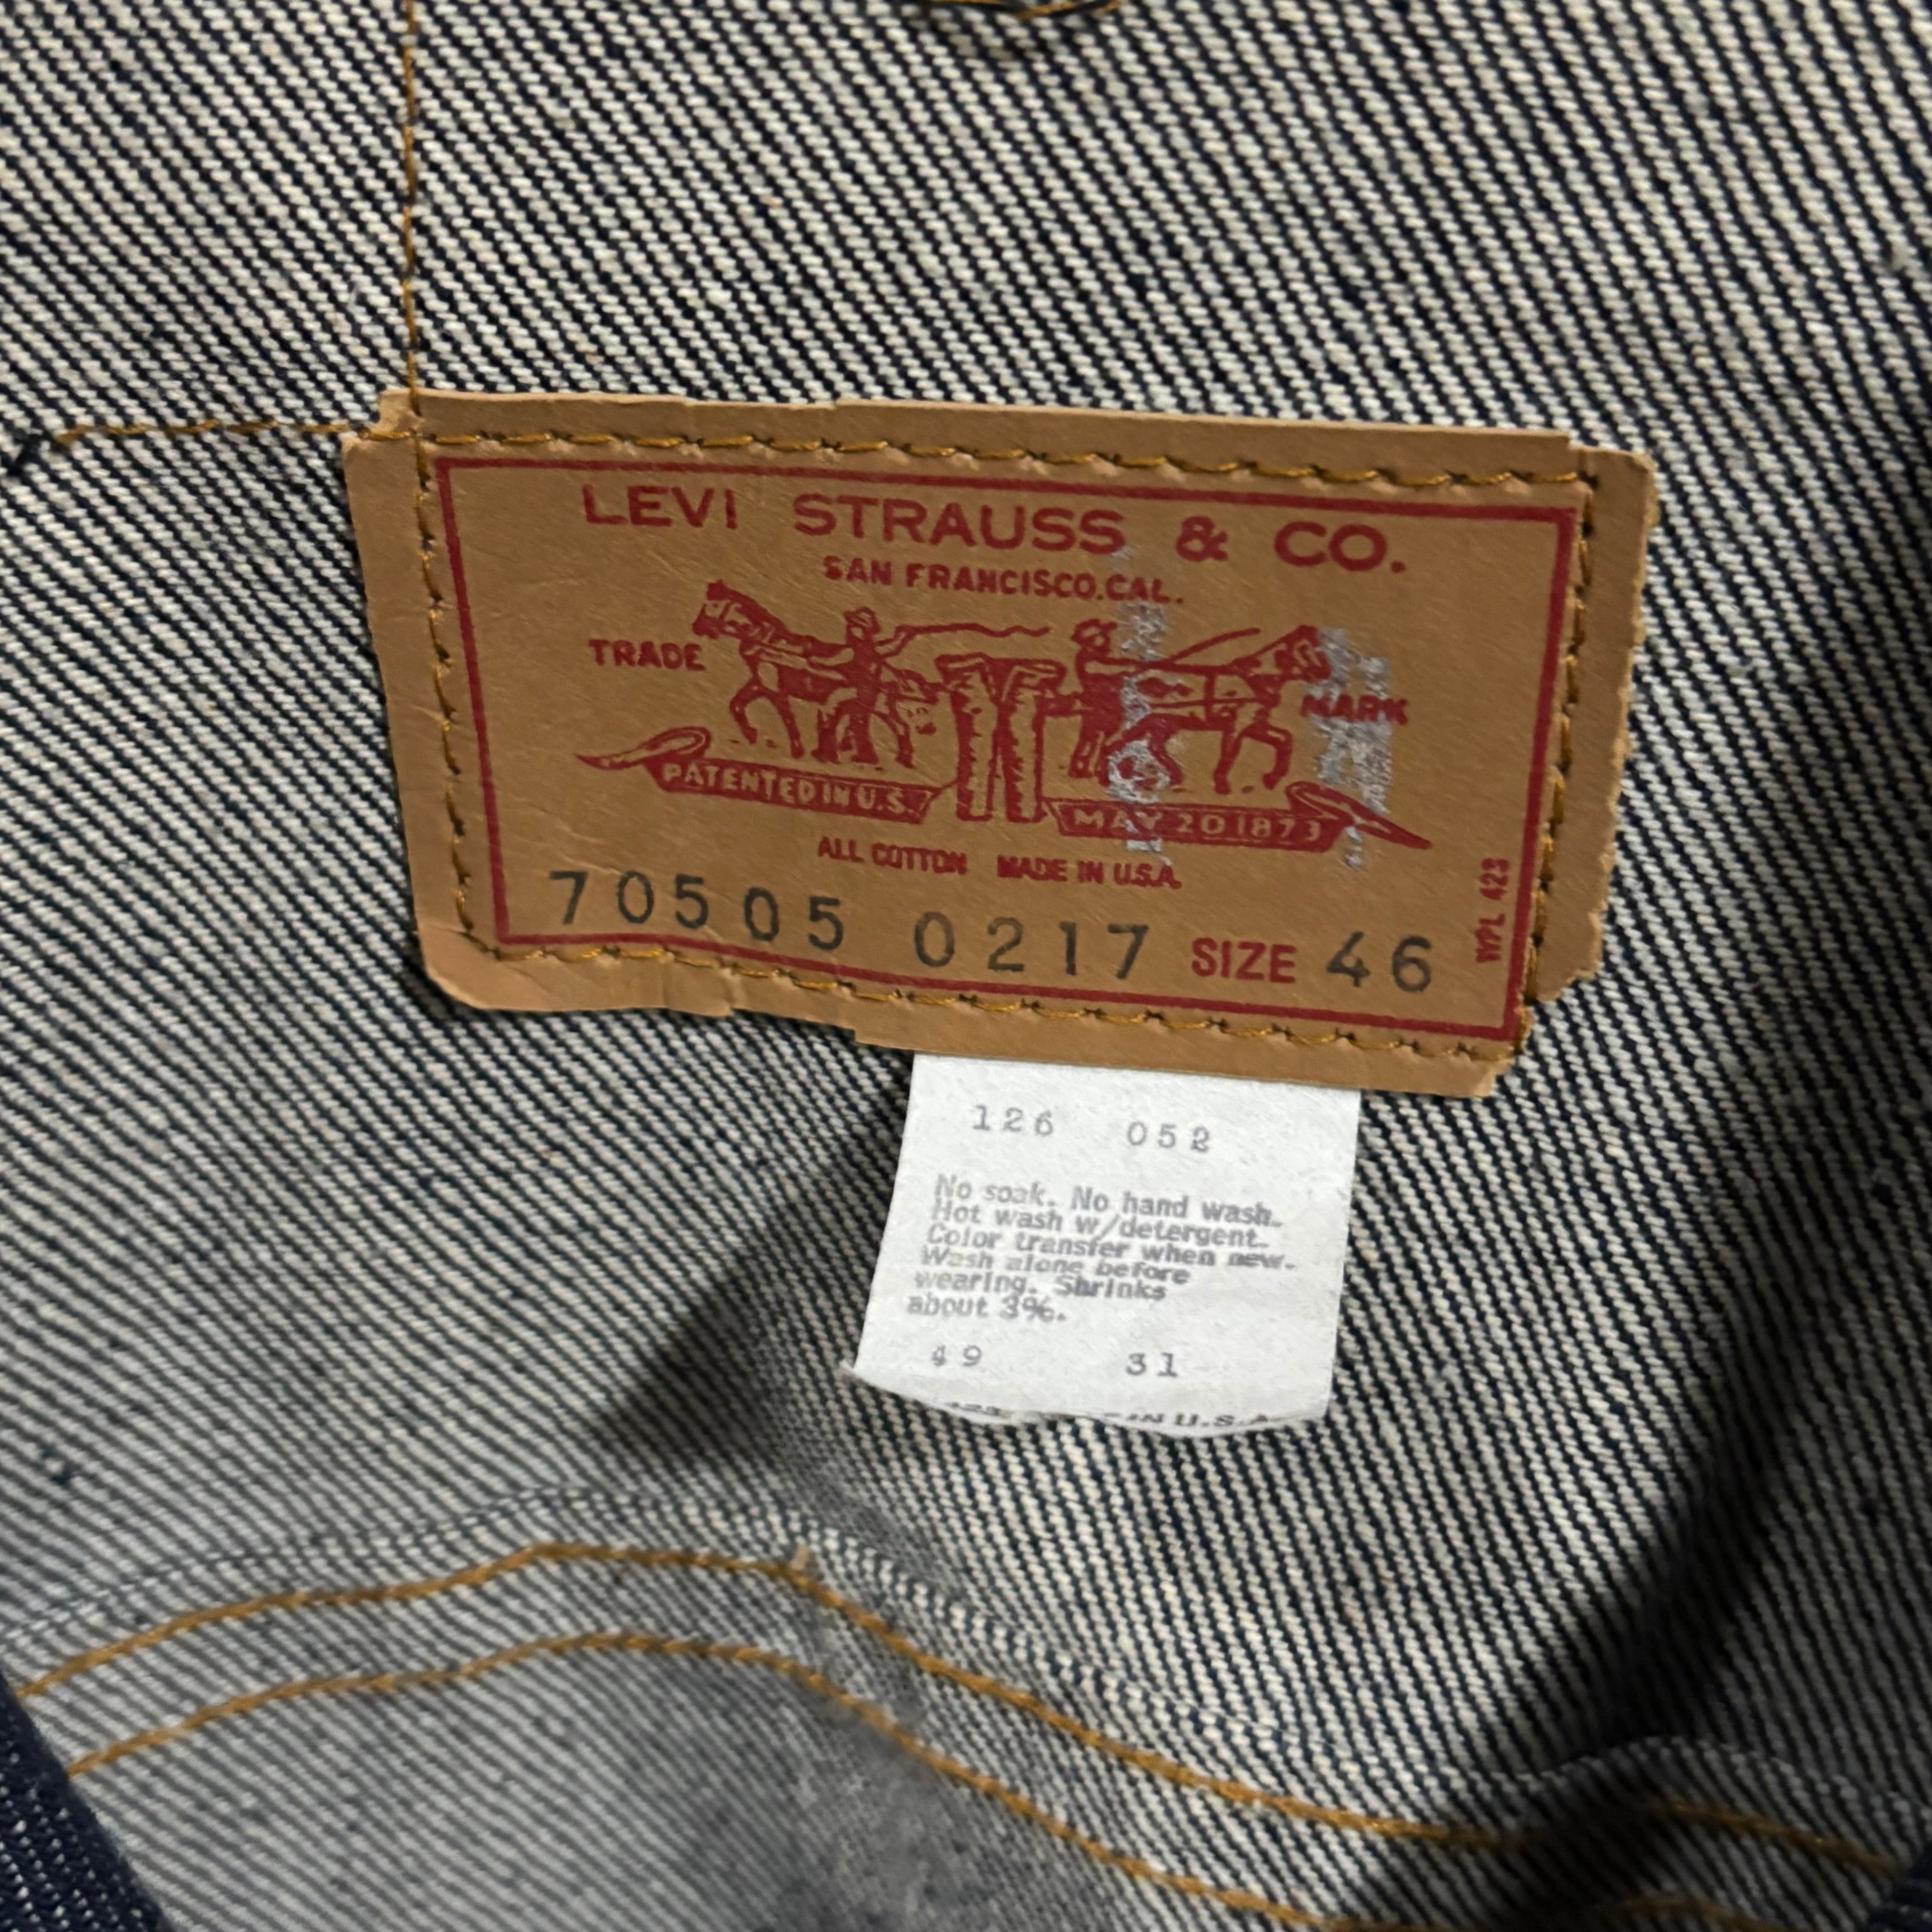 LEVI STRAUSS & CO.
SAN FRANCISCO.CAL.
TRADE MARK
PATENTED IN U.S. MAY 20 1873
ALL COTTON MADE IN U.S.A.
70505 0217 SIZE 46
WPL 423
126 052
No soak. No hand wash.
Hot wash w/detergent.
Color transfer when new.
Wash alone before
wearing. Shrinks
about 3%.
49 31
423 IN U.S.A.